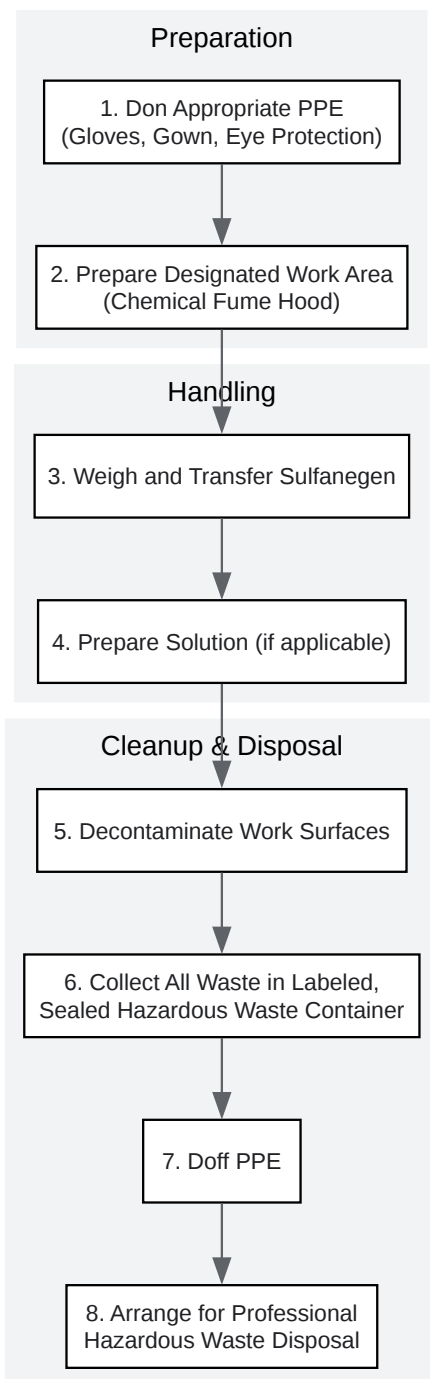 Preparation
1. Don Appropriate PPE
(Gloves, Gown, Eye Protection)
2. Prepare Designated Work Area
(Chemical Fume Hood)
Handling
3. Weigh and Transfer Sulfanegen
4. Prepare Solution (if applicable)
Cleanup & Disposal
5. Decontaminate Work Surfaces
6. Collect All Waste in Labeled,
Sealed Hazardous Waste Container
7. Doff PPE
8. Arrange for Professional
Hazardous Waste Disposal